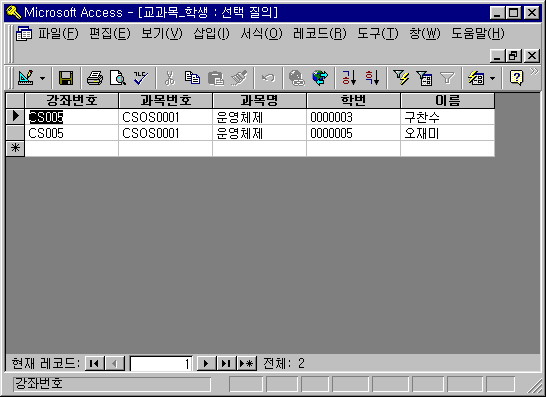 Microsoft Access - [교과목_학생 : 선택 질의]
파일(F) 편집(E) 보기(V) 삽입(I) 서식(O) 레코드(R) 도구(T) 창(W) 도움말(H)
강좌번호 과목번호 과목명 학번 이름
CS005 CSOS0001 운영체제 0000003 구찬수
CS005 CSOS0001 운영체제 0000005 오재미
현재 레코드: 1 전체: 2
강좌번호